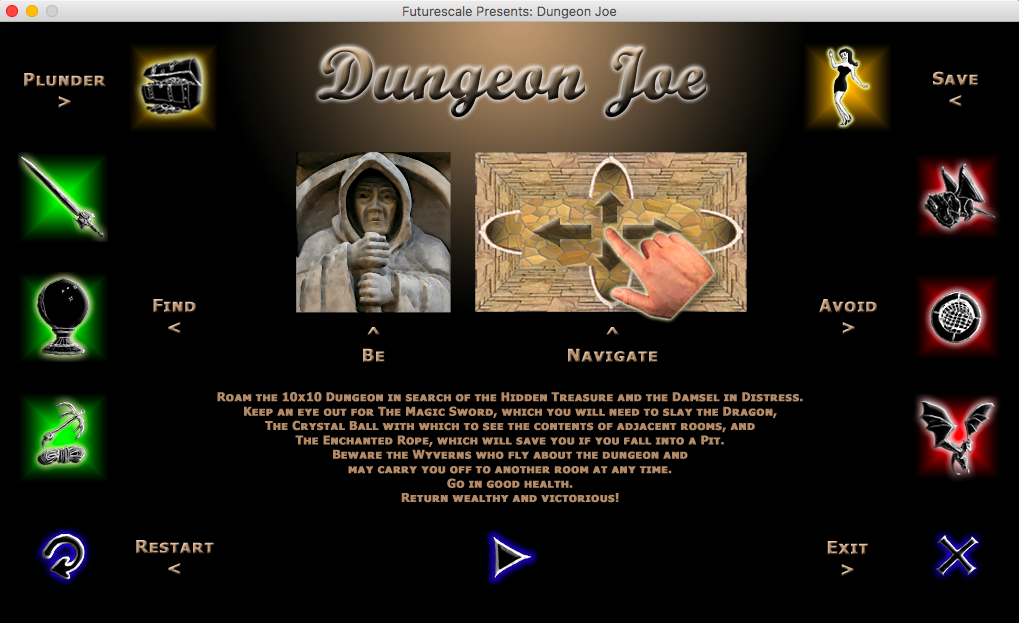 Futurescale Presents: Dungeon Joe
Dungeon Joe
Plunder
>
Save
<
Find
<
Avoid
>
^
Be
^
Navigate
Roam the 10x10 Dungeon in search of the Hidden Treasure and the Damsel in Distress.
Keep an eye out for The Magic Sword, which you will need to slay the Dragon,
The Crystal Ball with which to see the contents of adjacent rooms, and
The Enchanted Rope, which will save you if you fall into a Pit.
Beware the Wyverns who fly about the dungeon and
may carry you off to another room at any time.
Go in good health.
Return wealthy and victorious!
Restart
<
Exit
>